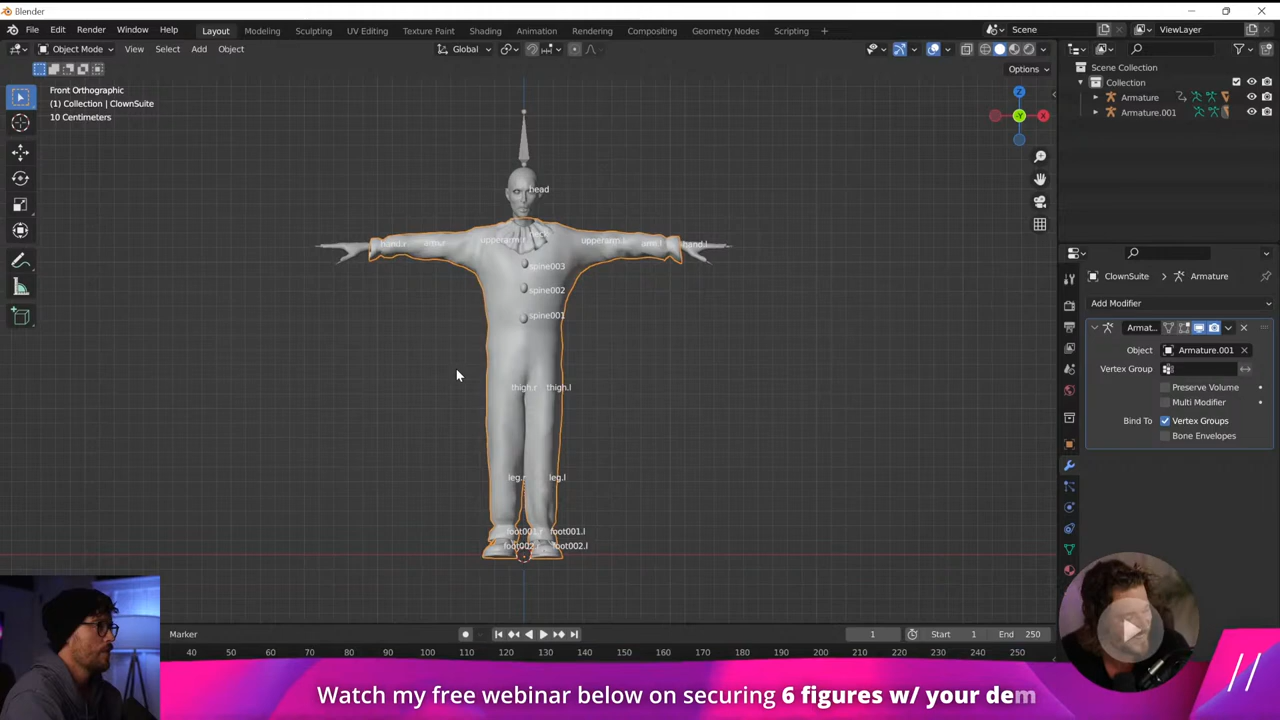 Blender
File Edit Render Window Help
Layout Modeling Sculpting UV Editing Texture Paint Shading Animation Rendering Compositing Geometry Nodes Scripting +
Scene
ViewLayer
Object Mode View Select Add Object
Global
Options
Front Orthographic
(1) Collection | ClownSuite
10 Centimeters
Z
X
-Y
Scene Collection
Collection
Armature
Armature.001
head
hand.r
upperarm.
upperarm.
arm.l
hand.l
spine003
spine002
spine001
thigh.r thigh.l
leg.r leg.l
foot001.l
foot002.l
ClownSuite > Armature
Add Modifier
Armat...
Object Armature.001
Vertex Group
Preserve Volume
Multi Modifier
Bind To Vertex Groups
Bone Envelopes
Marker
1
Start 1
End 250
40 50 60 70 80 90 100 110 120 130 140 150 160 170 180 190 200 210 220 230 240 250
Watch my free webinar below on securing 6 figures w/ your dem
//